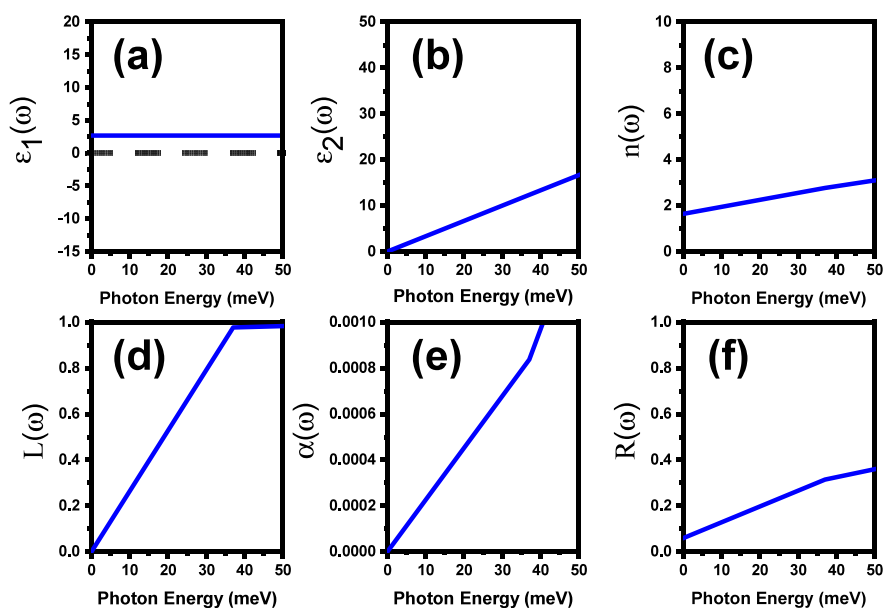 (a)
ε1(ω)
20
15
10
5
0
-5
-10
-15
0 10 20 30 40 50
Photon Energy (meV)
(b)
ε2(ω)
50
40
30
20
10
0
0 10 20 30 40 50
Photon Energy (meV)
(c)
n(ω)
10
8
6
4
2
0
0 10 20 30 40 50
Photon Energy (meV)
(d)
L(ω)
1.0
0.8
0.6
0.4
0.2
0.0
0 10 20 30 40 50
Photon Energy (meV)
(e)
α(ω)
0.0010
0.0008
0.0006
0.0004
0.0002
0.0000
0 10 20 30 40 50
Photon Energy (meV)
(f)
R(ω)
1.0
0.8
0.6
0.4
0.2
0.0
0 10 20 30 40 50
Photon Energy (meV)